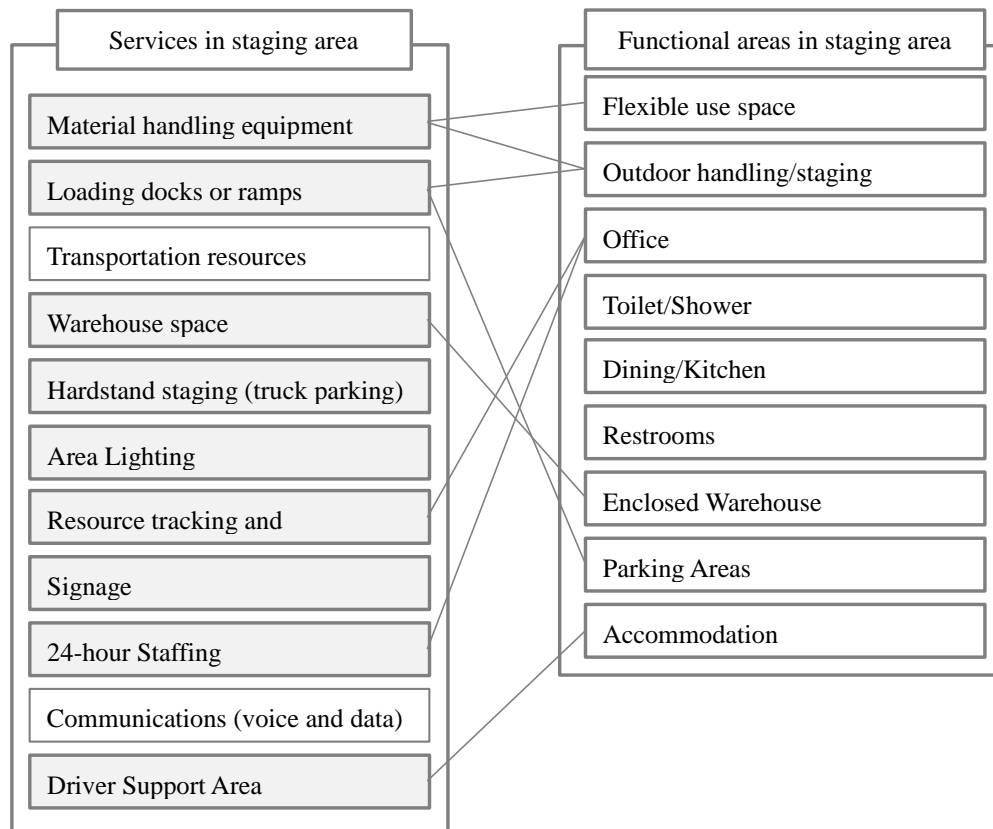 Services in staging area
Material handling equipment
Loading docks or ramps
Transportation resources
Warehouse space
Hardstand staging (truck parking)
Area Lighting
Resource tracking and
Signage
24-hour Staffing
Communications (voice and data)
Driver Support Area
Functional areas in staging area
Flexible use space
Outdoor handling/staging
Office
Toilet/Shower
Dining/Kitchen
Restrooms
Enclosed Warehouse
Parking Areas
Accommodation